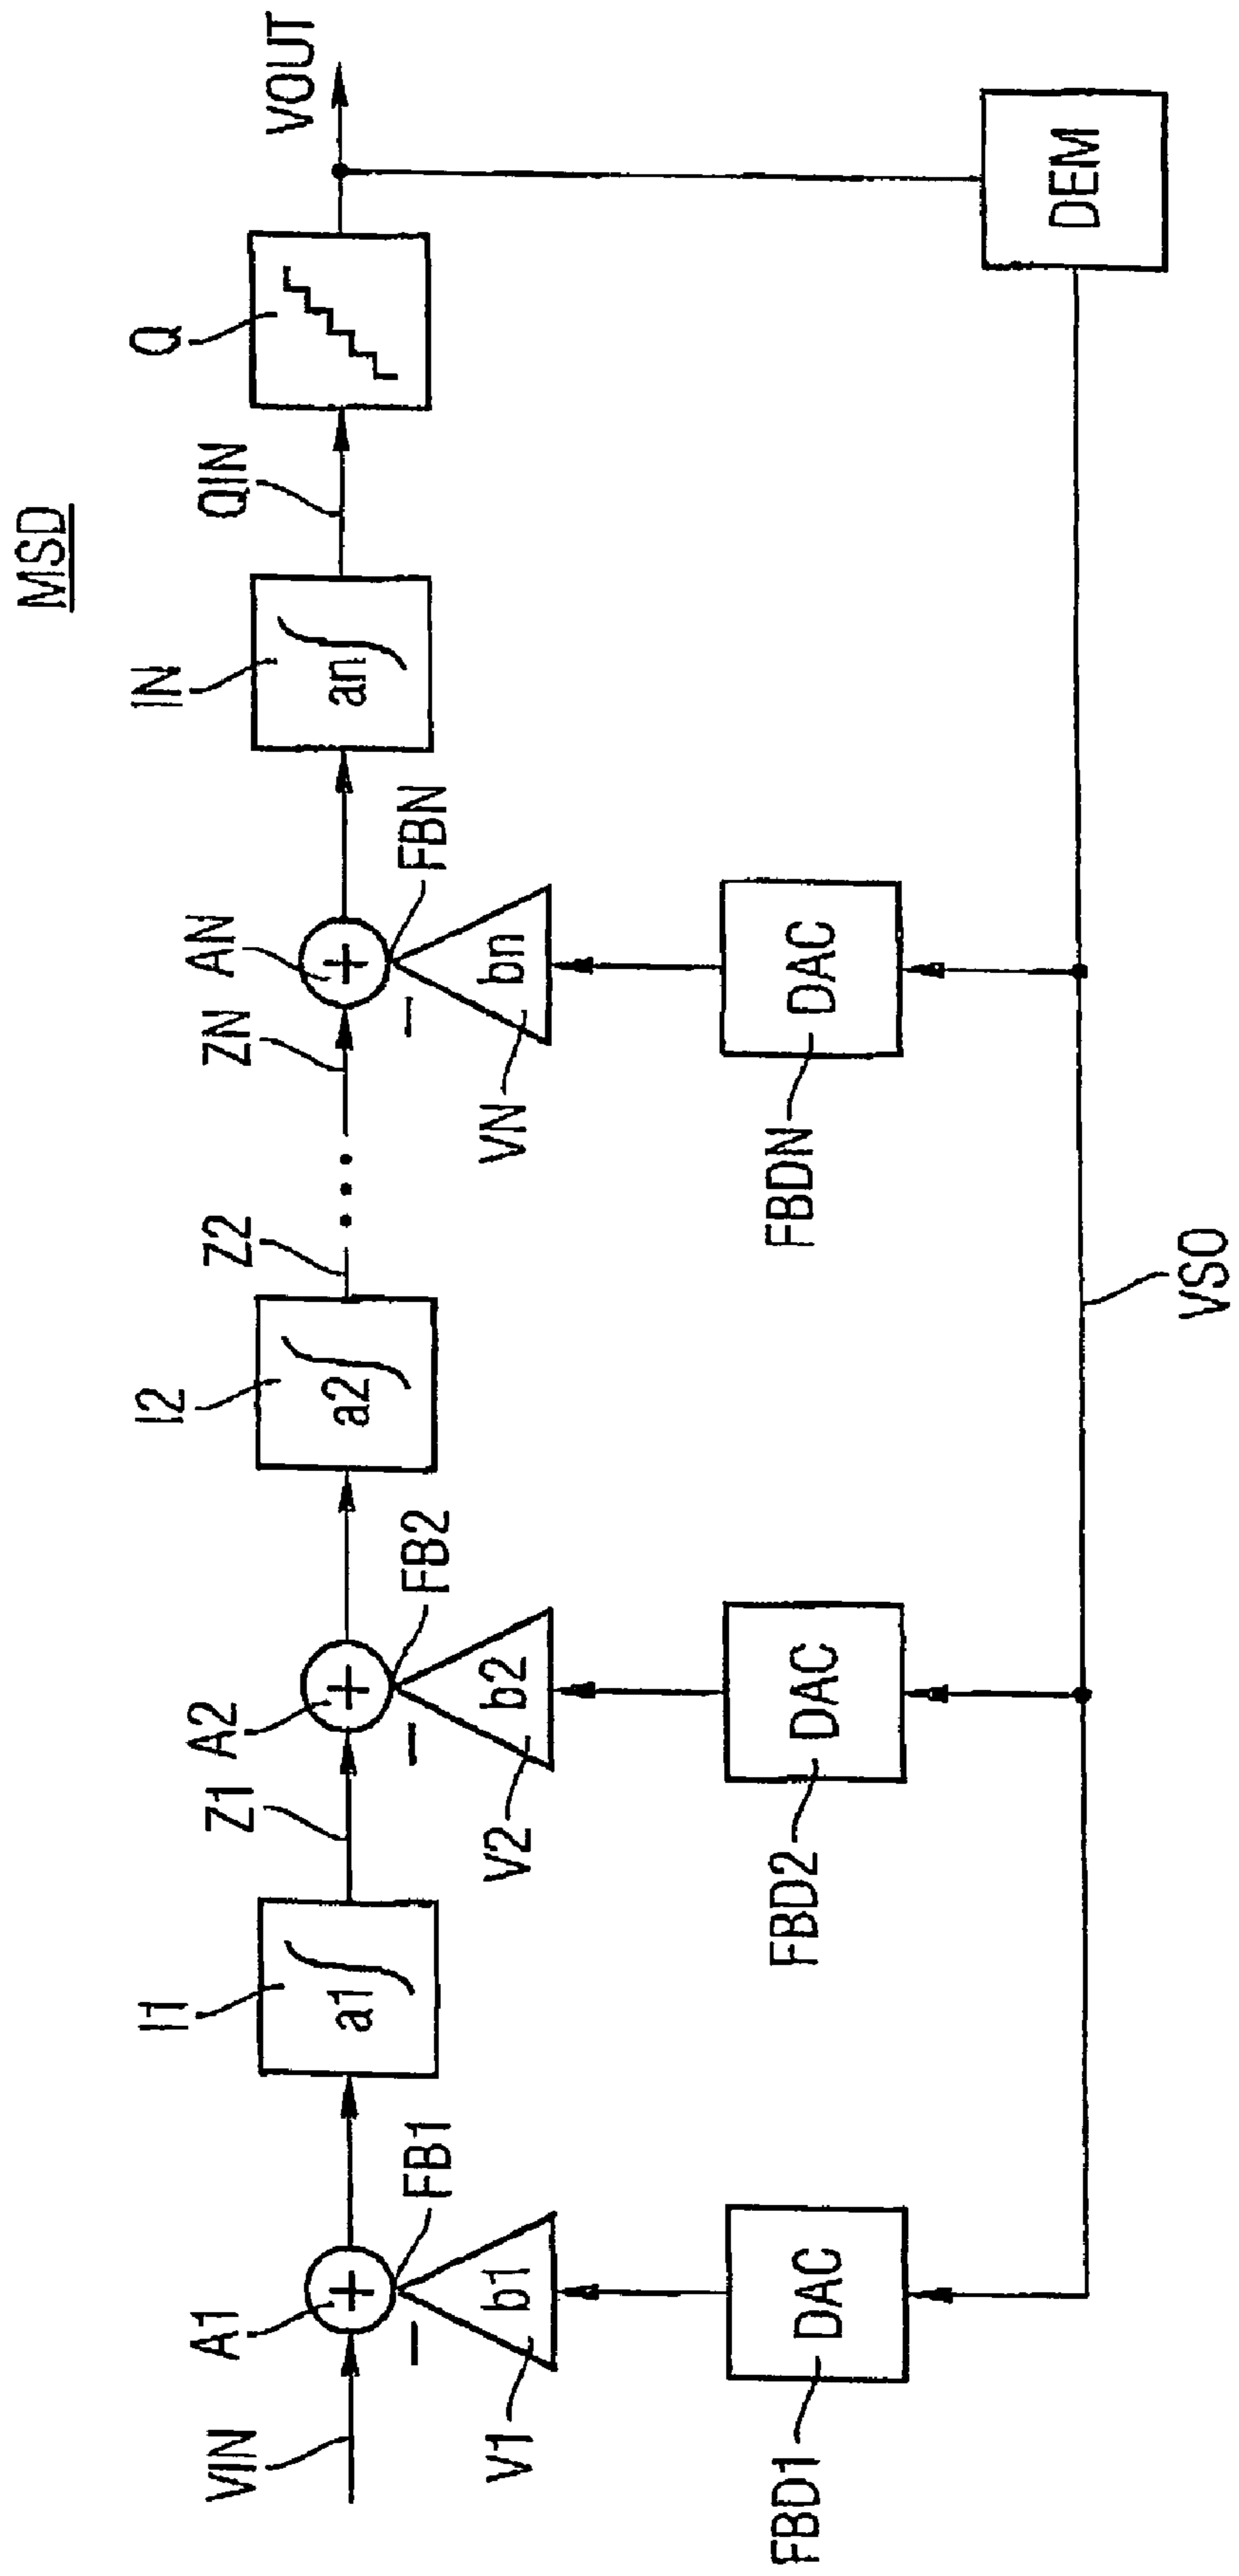 MSD
VIN
A1
I1
Z1
A2
I2
Z2
ZN
AN
IN
QIN
Q
VOUT
+
a1
+
a2
+
an
FB1
FB2
FBN
V1
b1
V2
b2
VN
bn
FBD1
DAC
FBD2
DAC
FBDN
DAC
DEM
VSO